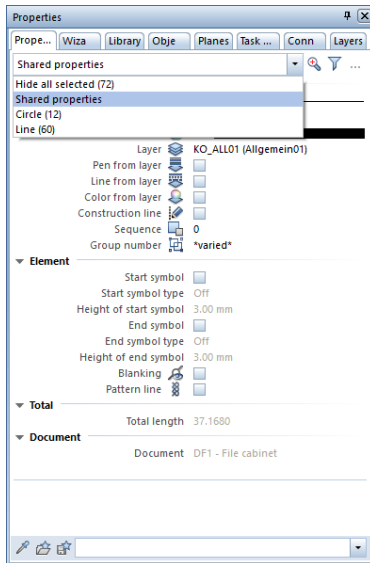 Properties
Prope... Wiza Library Obje Planes Task ... Conn Layers
Shared properties ...
Hide all selected (72)
Shared properties
Circle (12)
Line (60)
Layer KO_ALL01 (Allgemein01)
Pen from layer
Line from layer
Color from layer
Construction line
Sequence 0
Group number *varied*
Element
Start symbol
Start symbol type Off
Height of start symbol 3.00 mm
End symbol
End symbol type Off
Height of end symbol 3.00 mm
Blanking
Pattern line
Total
Total length 37.1680
Document
Document DF1 - File cabinet